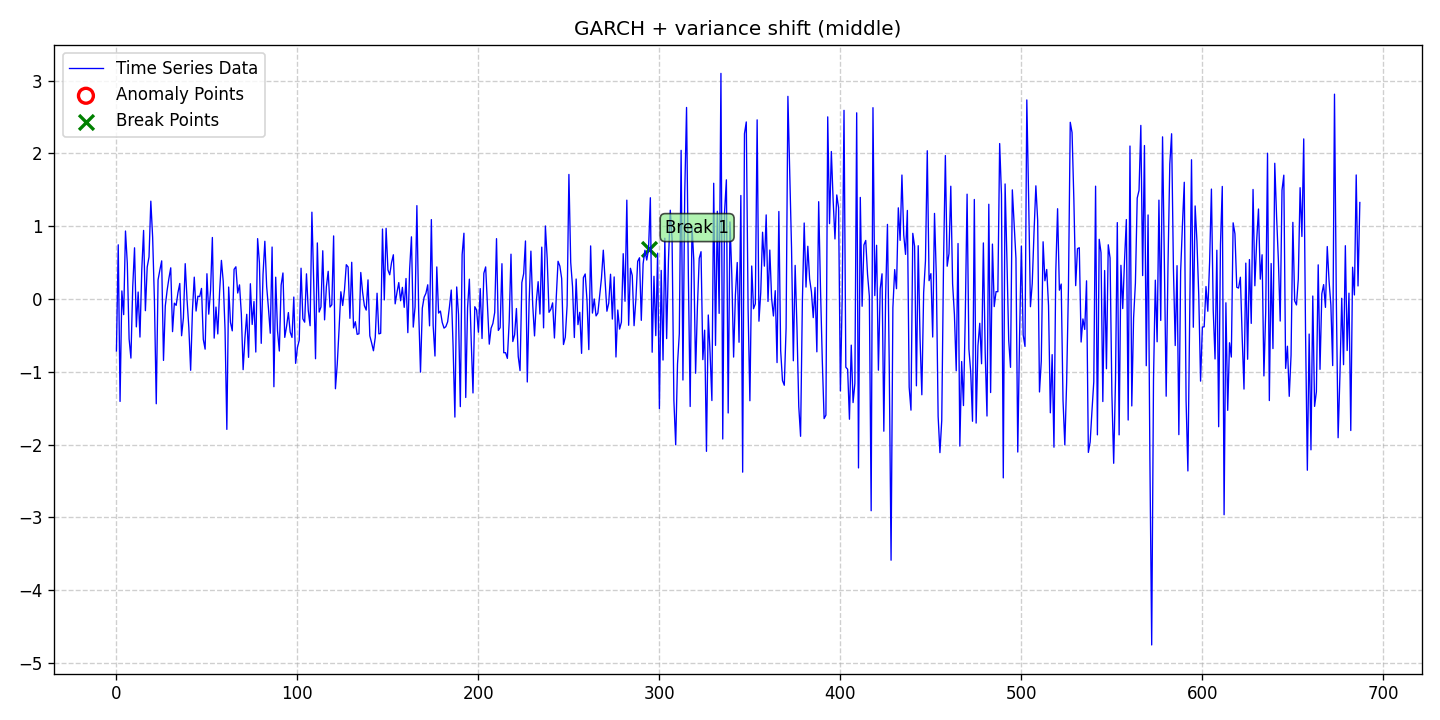 GARCH + variance shift (middle)
Time Series Data
Anomaly Points
Break Points
Break 1
3
2
1
0
−1
−2
−3
−4
−5
0 100 200 300 400 500 600 700